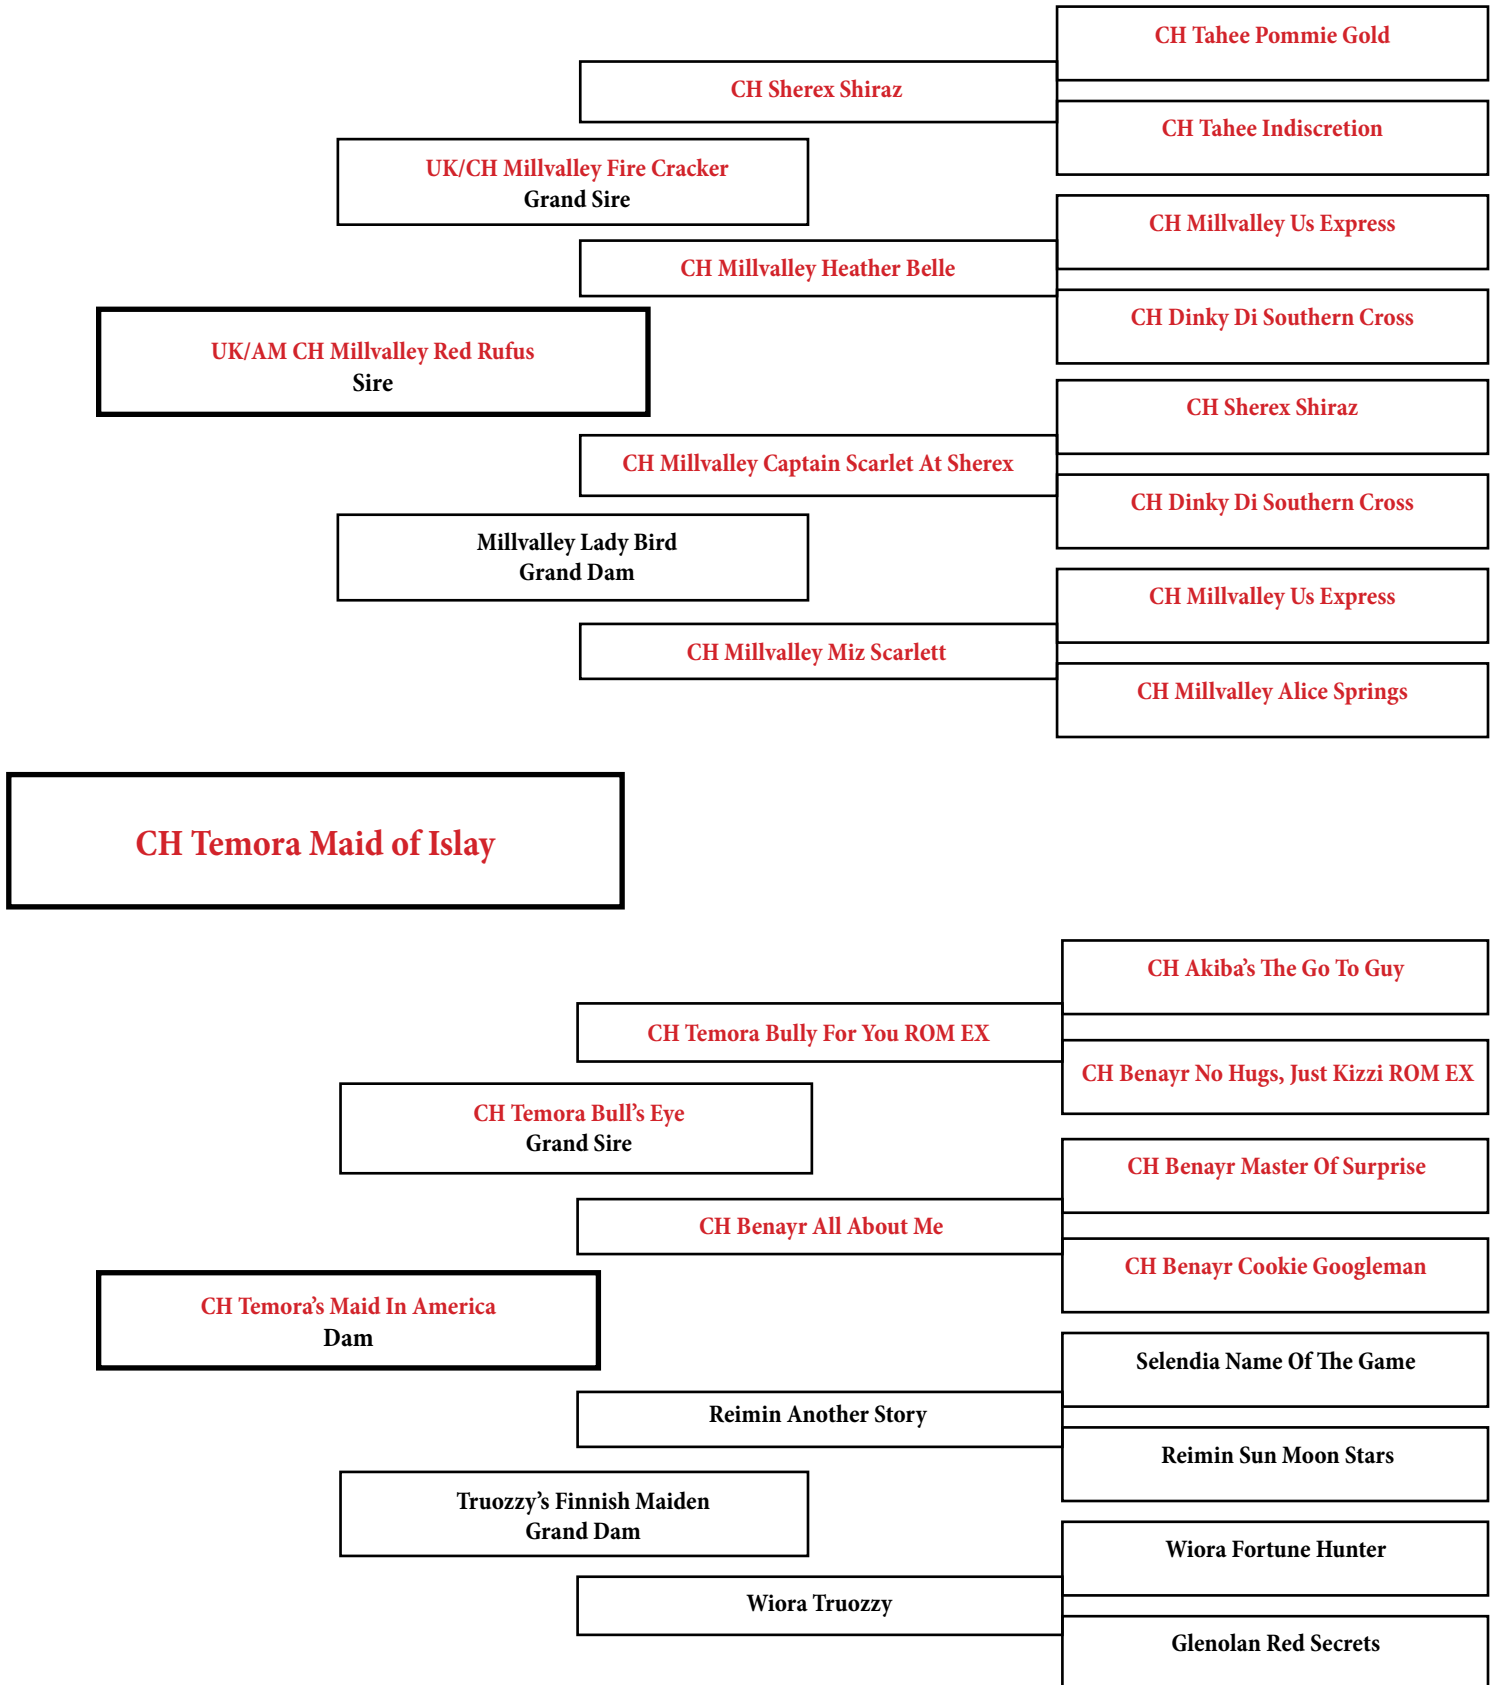 CH Tahee Pommie Gold
CH Sherex Shiraz
CH Tahee Indiscretion
UK/CH Millvalley Fire Cracker
Grand Sire
CH Millvalley Us Express
CH Millvalley Heather Belle
CH Dinky Di Southern Cross
UK/AM CH Millvalley Red Rufus
Sire
CH Sherex Shiraz
CH Millvalley Captain Scarlet At Sherex
CH Dinky Di Southern Cross
Millvalley Lady Bird
Grand Dam
CH Millvalley Us Express
CH Millvalley Miz Scarlett
CH Millvalley Alice Springs
CH Temora Maid of Islay
CH Akiba’s The Go To Guy
CH Temora Bully For You ROM EX
CH Benayr No Hugs, Just Kizzi ROM EX
CH Temora Bull’s Eye
Grand Sire
CH Benayr Master Of Surprise
CH Benayr All About Me
CH Benayr Cookie Googleman
CH Temora’s Maid In America
Dam
Selendia Name Of The Game
Reimin Another Story
Reimin Sun Moon Stars
Truozzy’s Finnish Maiden
Grand Dam
Wiora Fortune Hunter
Wiora Truozzy
Glenolan Red Secrets